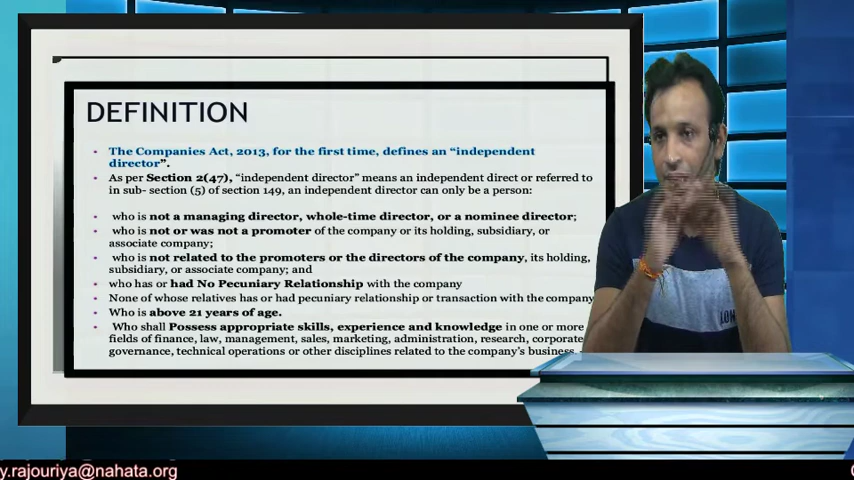 DEFINITION
• The Companies Act, 2013, for the first time, defines an “independent
director”.
• As per Section 2(47), “independent director” means an independent direct or referred to
in sub- section (5) of section 149, an independent director can only be a person:
• who is not a managing director, whole-time director, or a nominee director;
• who is not or was not a promoter of the company or its holding, subsidiary, or
associate company;
• who is not related to the promoters or the directors of the company, its holding,
subsidiary, or associate company; and
• who has or had No Pecuniary Relationship with the company
• None of whose relatives has or had pecuniary relationship or transaction with the company
• Who is above 21 years of age.
• Who shall Possess appropriate skills, experience and knowledge in one or more
fields of finance, law, management, sales, marketing, administration, research, corporate
governance, technical operations or other disciplines related to the company's business.
y.rajouriya@nahata.org